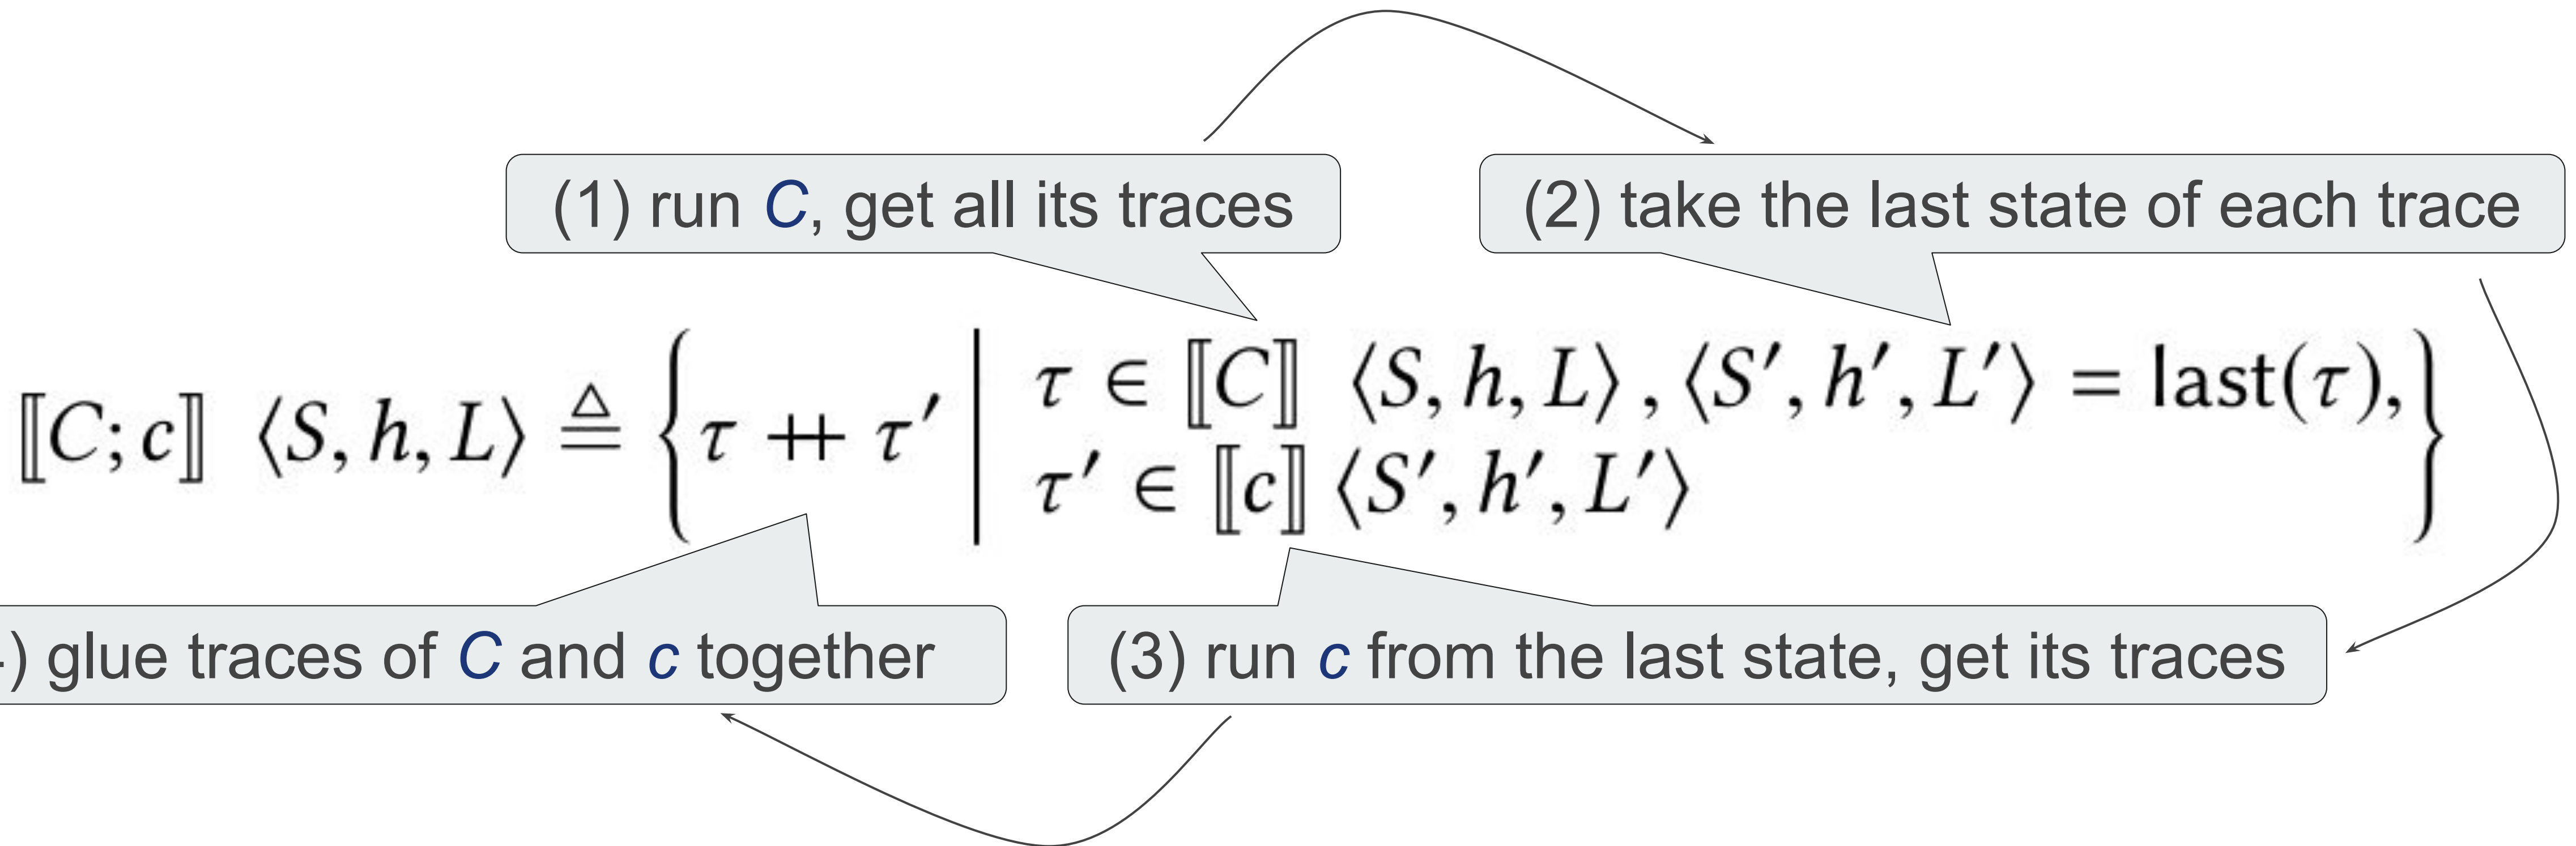 (1) run C, get all its traces
(2) take the last state of each trace
⟦C; c⟧ ⟨S, h, L⟩ ≜ { τ ⧺ τ′ | τ ∈ ⟦C⟧ ⟨S, h, L⟩ , ⟨S′, h′, L′⟩ = last(τ),
τ′ ∈ ⟦c⟧ ⟨S′, h′, L′⟩ }
) glue traces of C and c together
(3) run c from the last state, get its traces